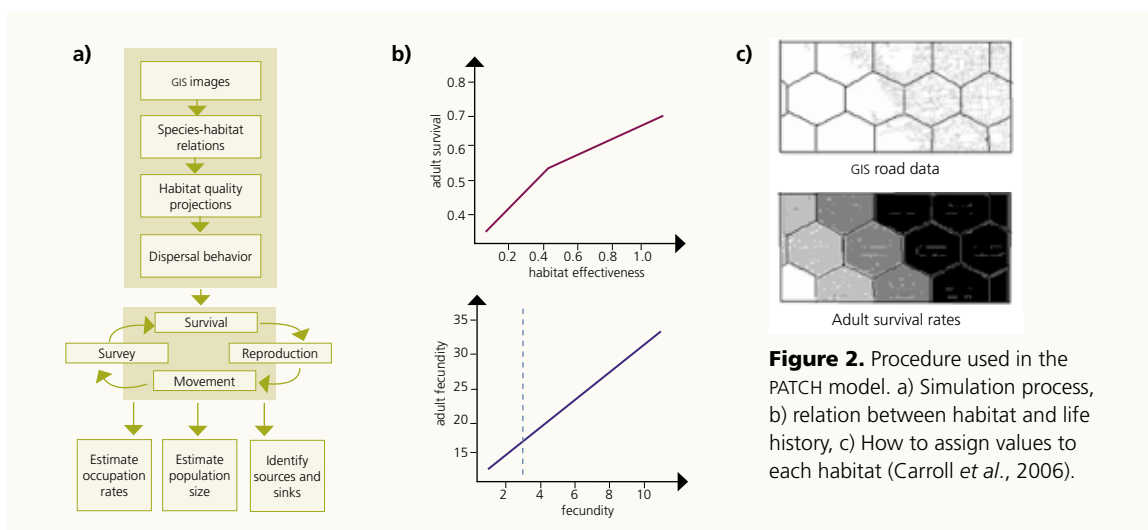 a)
GIS images
Species-habitat
relations
Habitat quality
projections
Dispersal behavior
Survival
Survey
Reproduction
Movement
Estimate
occupation
rates
Estimate
population
size
Identify
sources and
sinks
b)
0.8
0.7
0.6
0.5
0.4
adult survival
0.2 0.4 0.6 0.8 1.0
habitat effectiveness
35
30
25
20
15
adult fecundity
2 4 6 8 10
fecundity
c)
GIS road data
Adult survival rates
Figure 2. Procedure used in the
PATCH model. a) Simulation process,
b) relation between habitat and life
history, c) How to assign values to
each habitat (Carroll et al., 2006).